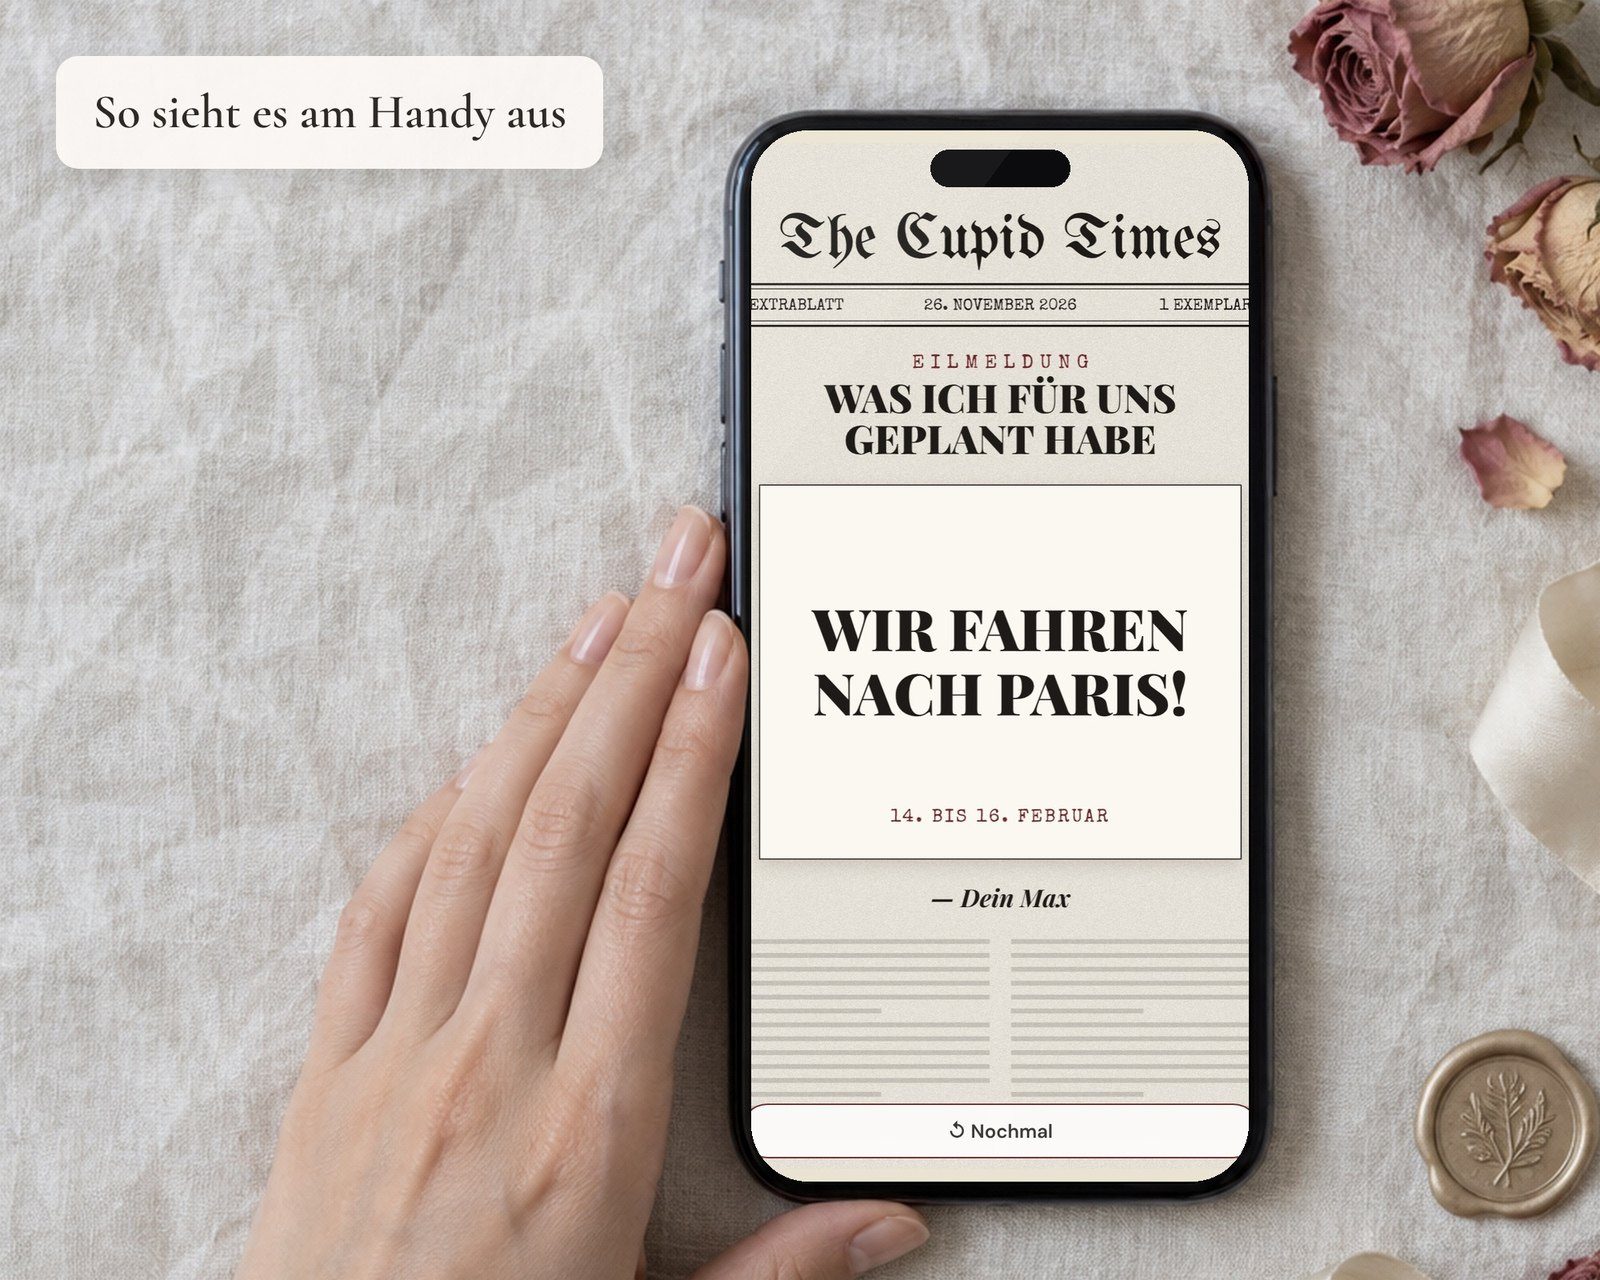 So sieht es am Handy aus
The Cupid Times
EXTRABLATT 26. NOVEMBER 2026 1 EXEMPLAR
EILMELDUNG
WAS ICH FÜR UNS
GEPLANT HABE
WIR FAHREN
NACH PARIS!
14. BIS 16. FEBRUAR
— Dein Max
Nochmal